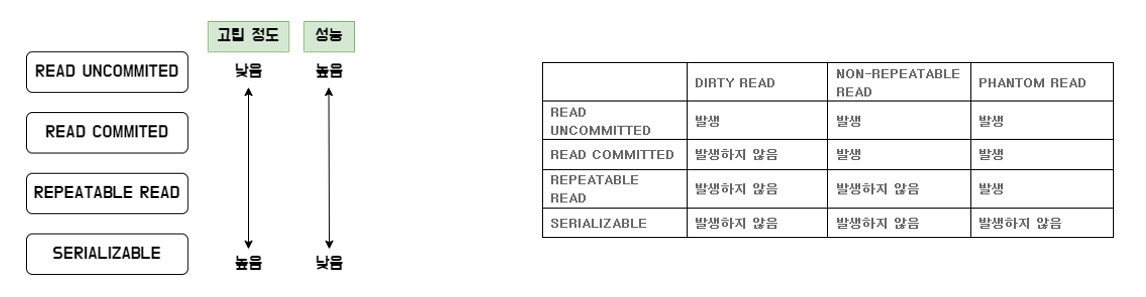 고립 정도 성능
READ UNCOMMITED 낮음 높음
READ COMMITED
REPEATABLE READ
SERIALIZABLE
높음 낮음
DIRTY READ NON-REPEATABLE READ PHANTOM READ
READ UNCOMMITTED 발생 발생 발생
READ COMMITTED 발생하지 않음 발생 발생
REPEATABLE READ 발생하지 않음 발생하지 않음 발생
SERIALIZABLE 발생하지 않음 발생하지 않음 발생하지 않음